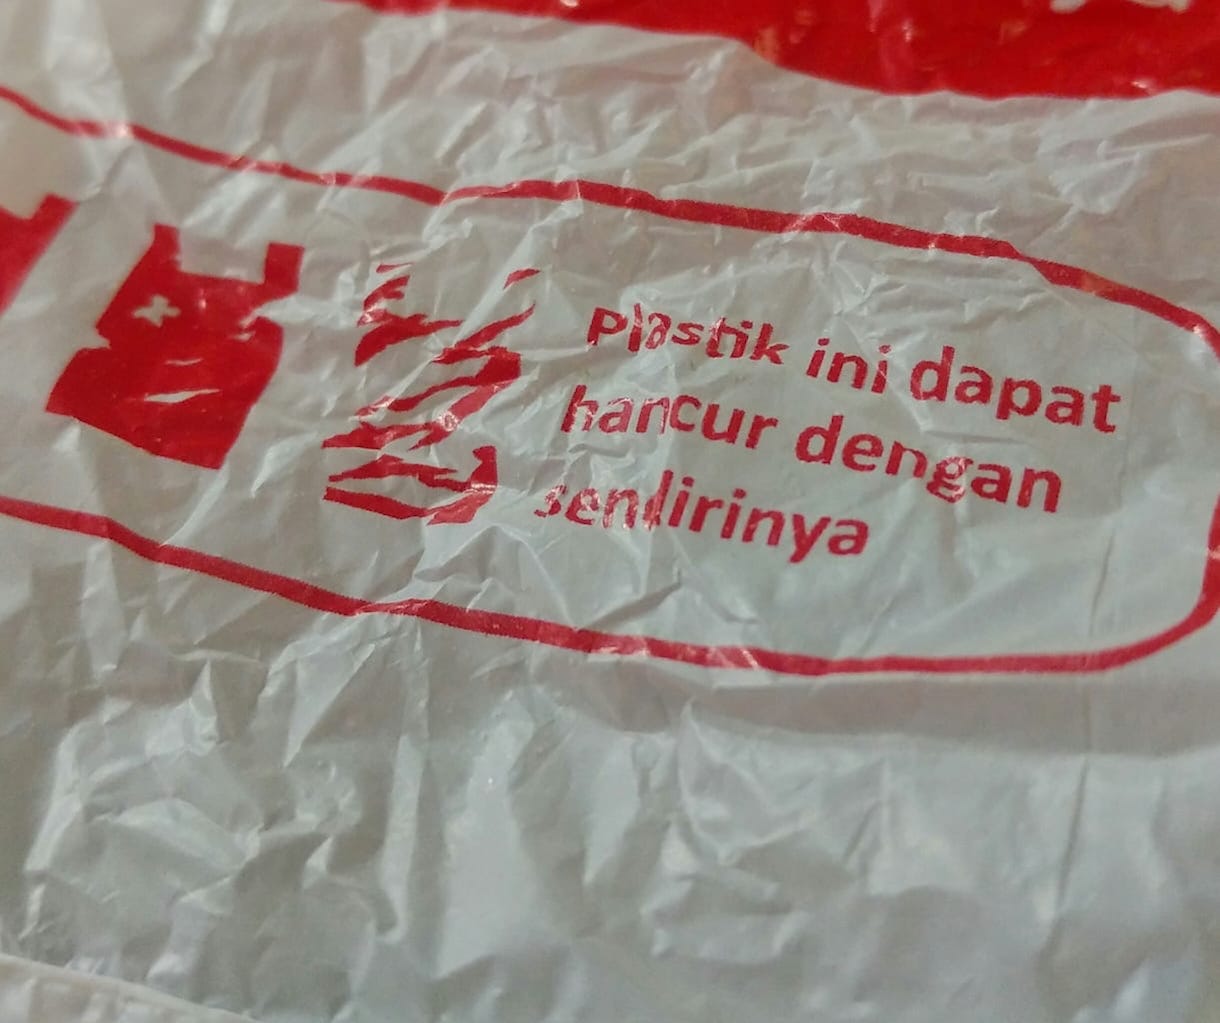 Plastik ini dapat
hancur dengan
sendirinya